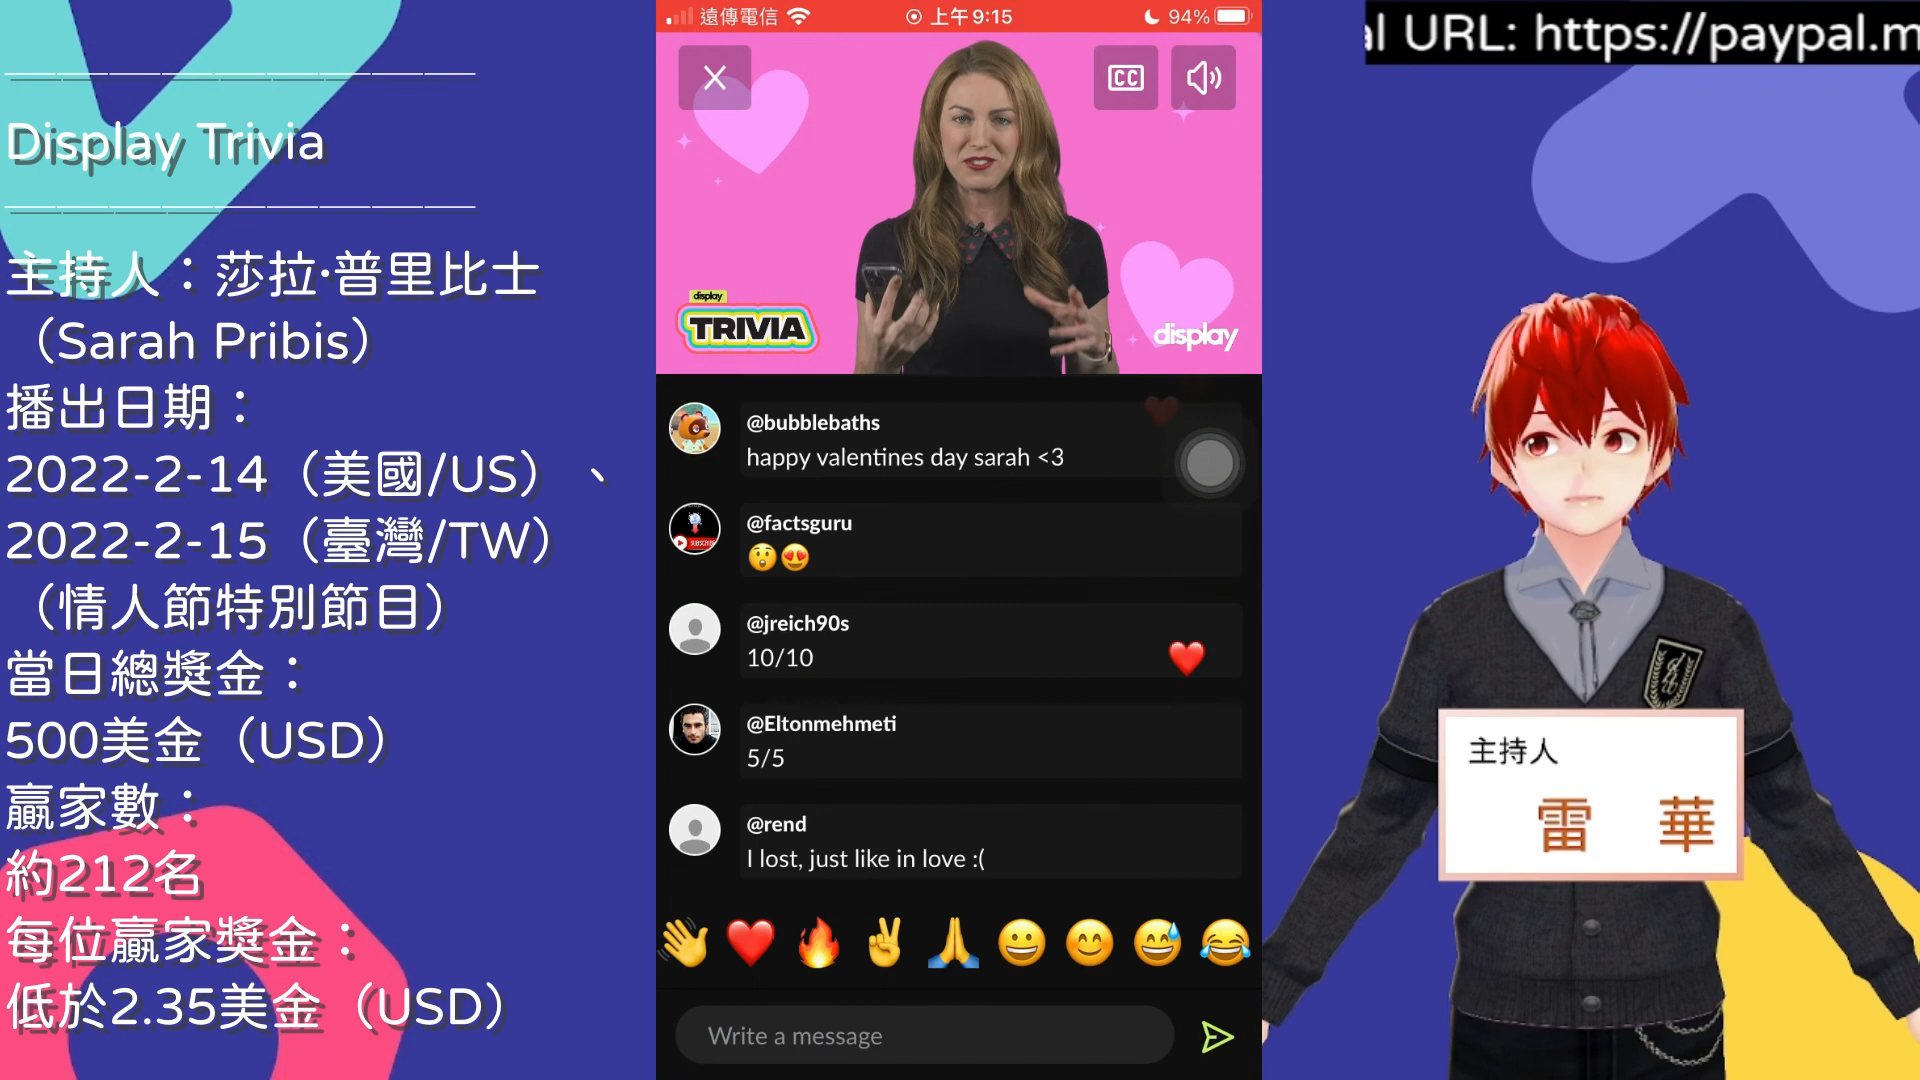 Display Trivia
主持人：莎拉·普里比士
（Sarah Pribis）
播出日期：
2022-2-14（美國/US）、
2022-2-15（臺灣/TW）
（情人節特別節目）
當日總獎金：
500美金（USD）
贏家數：
約212名
每位贏家獎金：
低於2.35美金（USD）
遠傳電信
上午9:15
94%
CC
display
TRIVIA
display
@bubblebaths
happy valentines day sarah <3
@factsguru
😲😍
SUBSCRIBE
@jreich90s
10/10
@Eltonmehmeti
5/5
@rend
I lost, just like in love :(
Write a message
al URL: https://paypal.m
主持人
雷 華